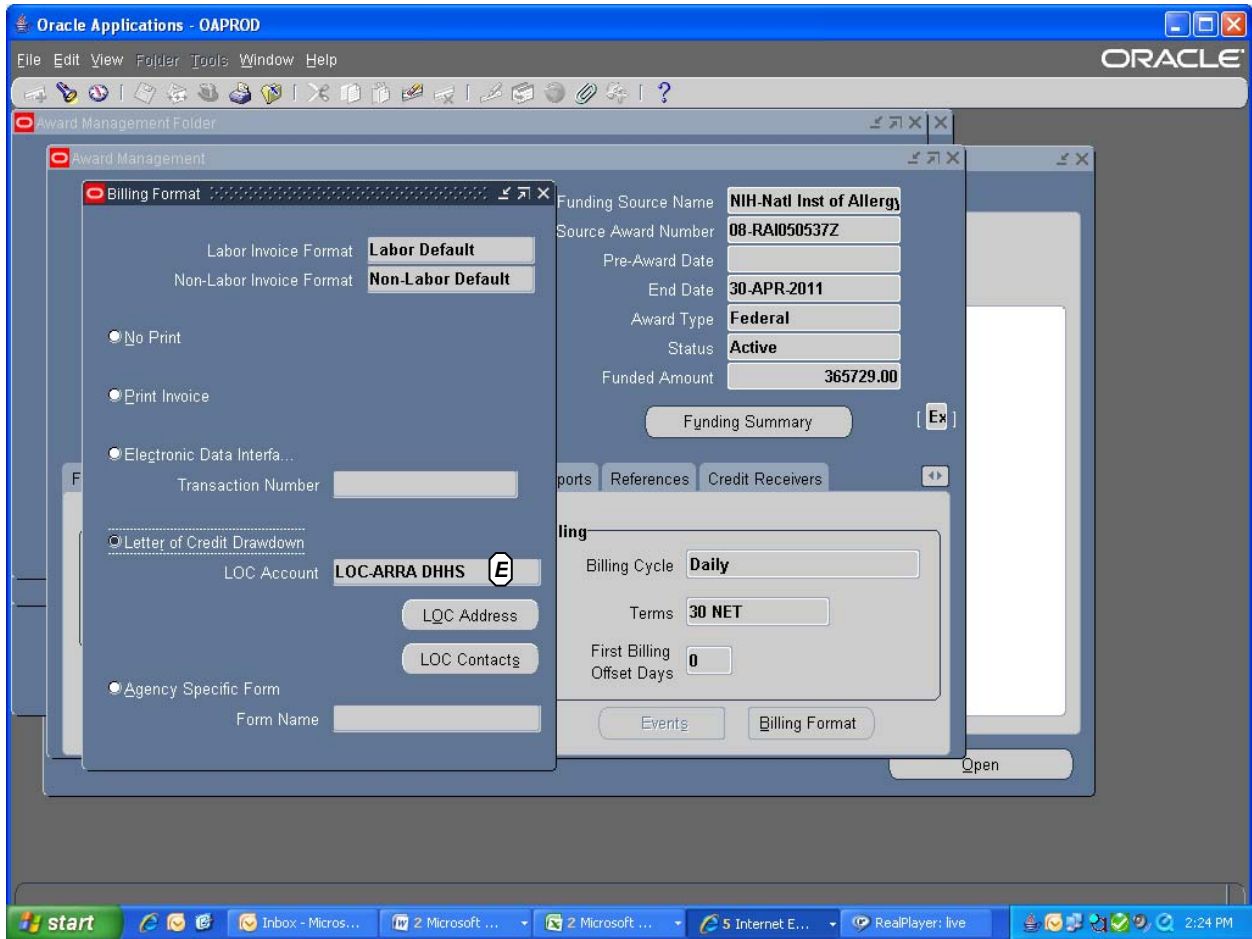 Oracle Applications - OAPROD
File Edit View Folder Tools Window Help
ORACLE
?
Award Management Folder
Award Management
Billing Format
Funding Source Name NIH-Natl Inst of Allergy
Source Award Number 08-RAI050537Z
Labor Invoice Format Labor Default
Pre-Award Date
Non-Labor Invoice Format Non-Labor Default
End Date 30-APR-2011
Award Type Federal
No Print
Status Active
Funded Amount 365729.00
Print Invoice
Funding Summary
[ Ex ]
Electronic Data Interfa...
F
Transaction Number
ports References Credit Receivers
ling
Letter of Credit Drawdown
LOC Account LOC-ARRA DHHS E
Billing Cycle Daily
LOC Address
Terms 30 NET
LOC Contacts
First Billing
Offset Days 0
Agency Specific Form
Form Name
Events Billing Format
Open
start
Inbox - Micros...
2 Microsoft ...
2 Microsoft ...
5 Internet E...
RealPlayer: live
2:24 PM